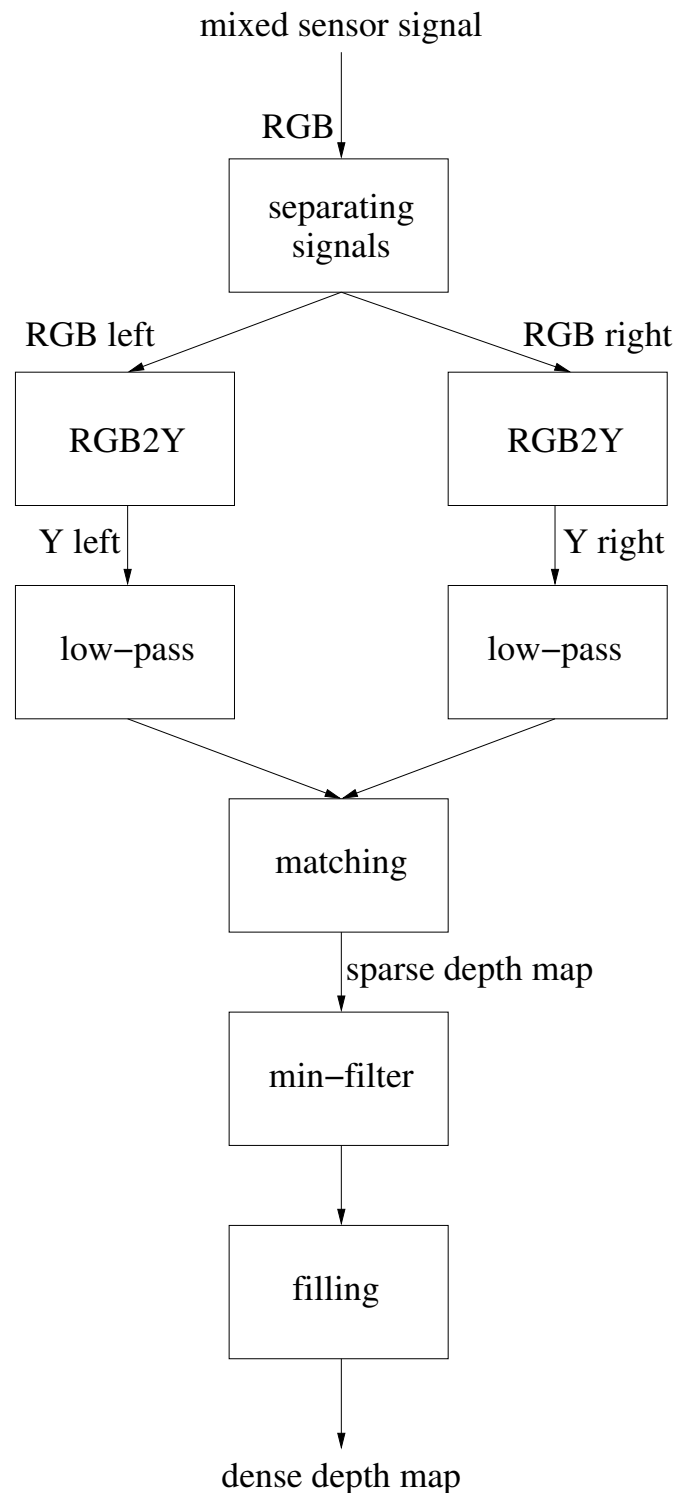 mixed sensor signal
RGB
separating
signals
RGB left
RGB right
RGB2Y
RGB2Y
Y left
Y right
low−pass
low−pass
matching
sparse depth map
min−filter
filling
dense depth map